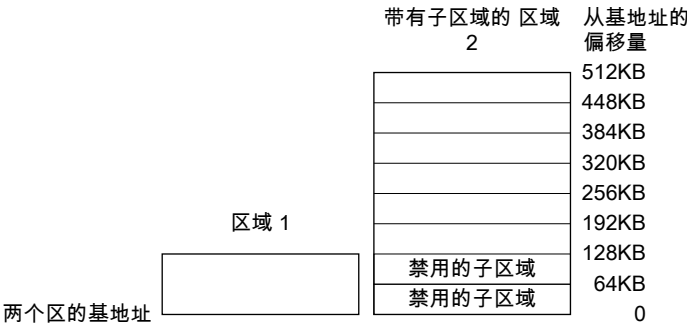 带有子区域的 区域
2
从基地址的
偏移量
512KB
448KB
384KB
320KB
256KB
192KB
区域 1
128KB
禁用的子区域
64KB
禁用的子区域
两个区的基地址
0